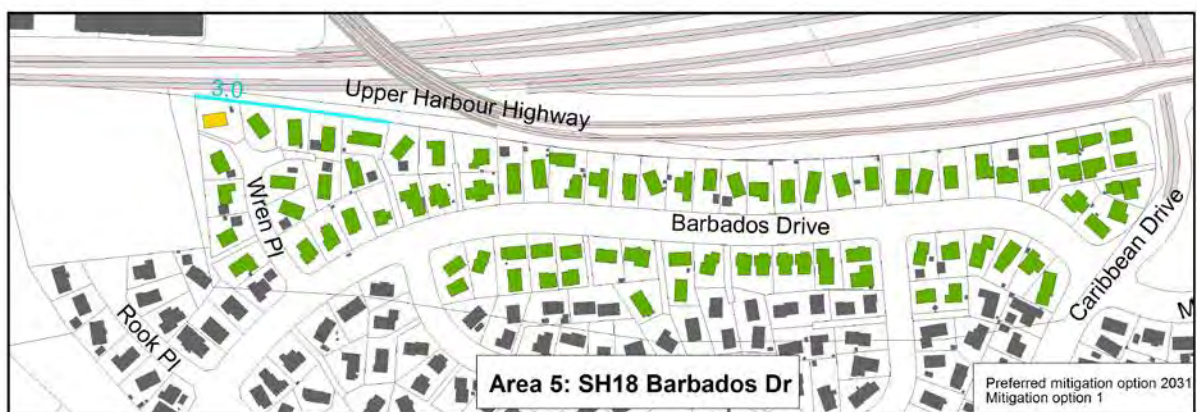 3.0
Upper Harbour Highway
Wren Pl
Barbados Drive
Caribbean Drive
Rook Pl
M
Area 5: SH18 Barbados Dr
Preferred mitigation option 2031
Mitigation option 1